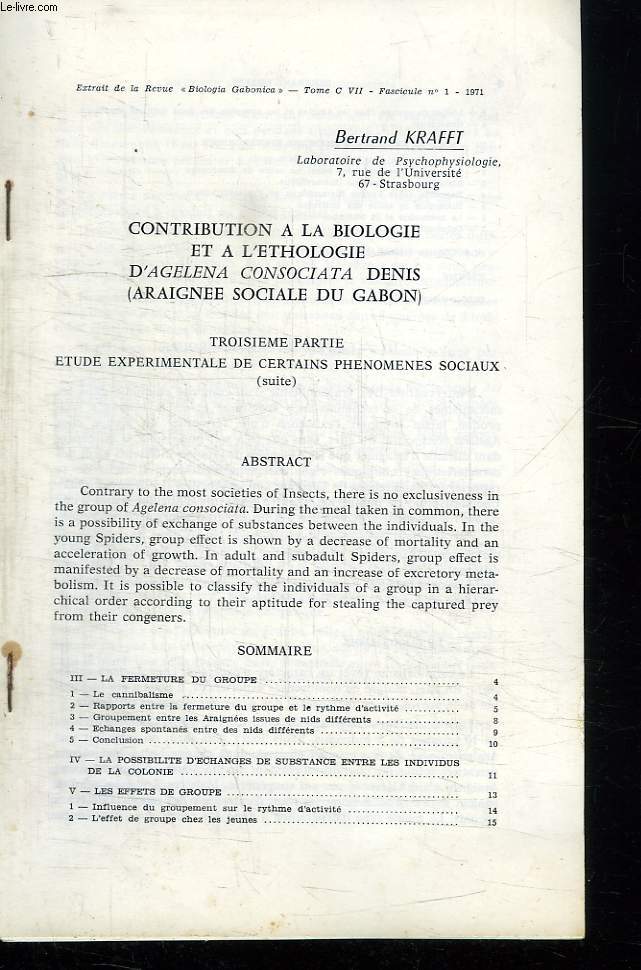 Le-livre.com
Extrait de la Revue « Biologia Gabonica » — Tome C VII - Fascicule n° 1 - 1971
Bertrand KRAFFT
Laboratoire de Psychophysiologie,
7, rue de l'Université
67 - Strasbourg
CONTRIBUTION A LA BIOLOGIE
ET A L'ETHOLOGIE
D'AGELENA CONSOCIATA DENIS
(ARAIGNEE SOCIALE DU GABON)
TROISIEME PARTIE
ETUDE EXPERIMENTALE DE CERTAINS PHENOMENES SOCIAUX
(suite)
ABSTRACT
Contrary to the most societies of Insects, there is no exclusiveness in
the group of Agelena consociata. During the meal taken in common, there
is a possibility of exchange of substances between the individuals. In the
young Spiders, group effect is shown by a decrease of mortality and an
acceleration of growth. In adult and subadult Spiders, group effect is
manifested by a decrease of mortality and an increase of excretory meta-
bolism. It is possible to classify the individuals of a group in a hierar-
chical order according to their aptitude for stealing the captured prey
from their congeners.
SOMMAIRE
III — LA FERMETURE DU GROUPE ........ 4
1 — Le cannibalisme ........ 4
2 — Rapports entre la fermeture du groupe et le rythme d'activité ........ 5
3 — Groupement entre les Araignées issues de nids différents ........ 8
4 — Echanges spontanés entre des nids différents ........ 9
5 — Conclusion ........ 10
IV — LA POSSIBILITE D'ECHANGES DE SUBSTANCE ENTRE LES INDIVIDUS
DE LA COLONIE ........ 11
V — LES EFFETS DE GROUPE ........ 13
1 — Influence du groupement sur le rythme d'activité ........ 14
2 — L'effet de groupe chez les jeunes ........ 15